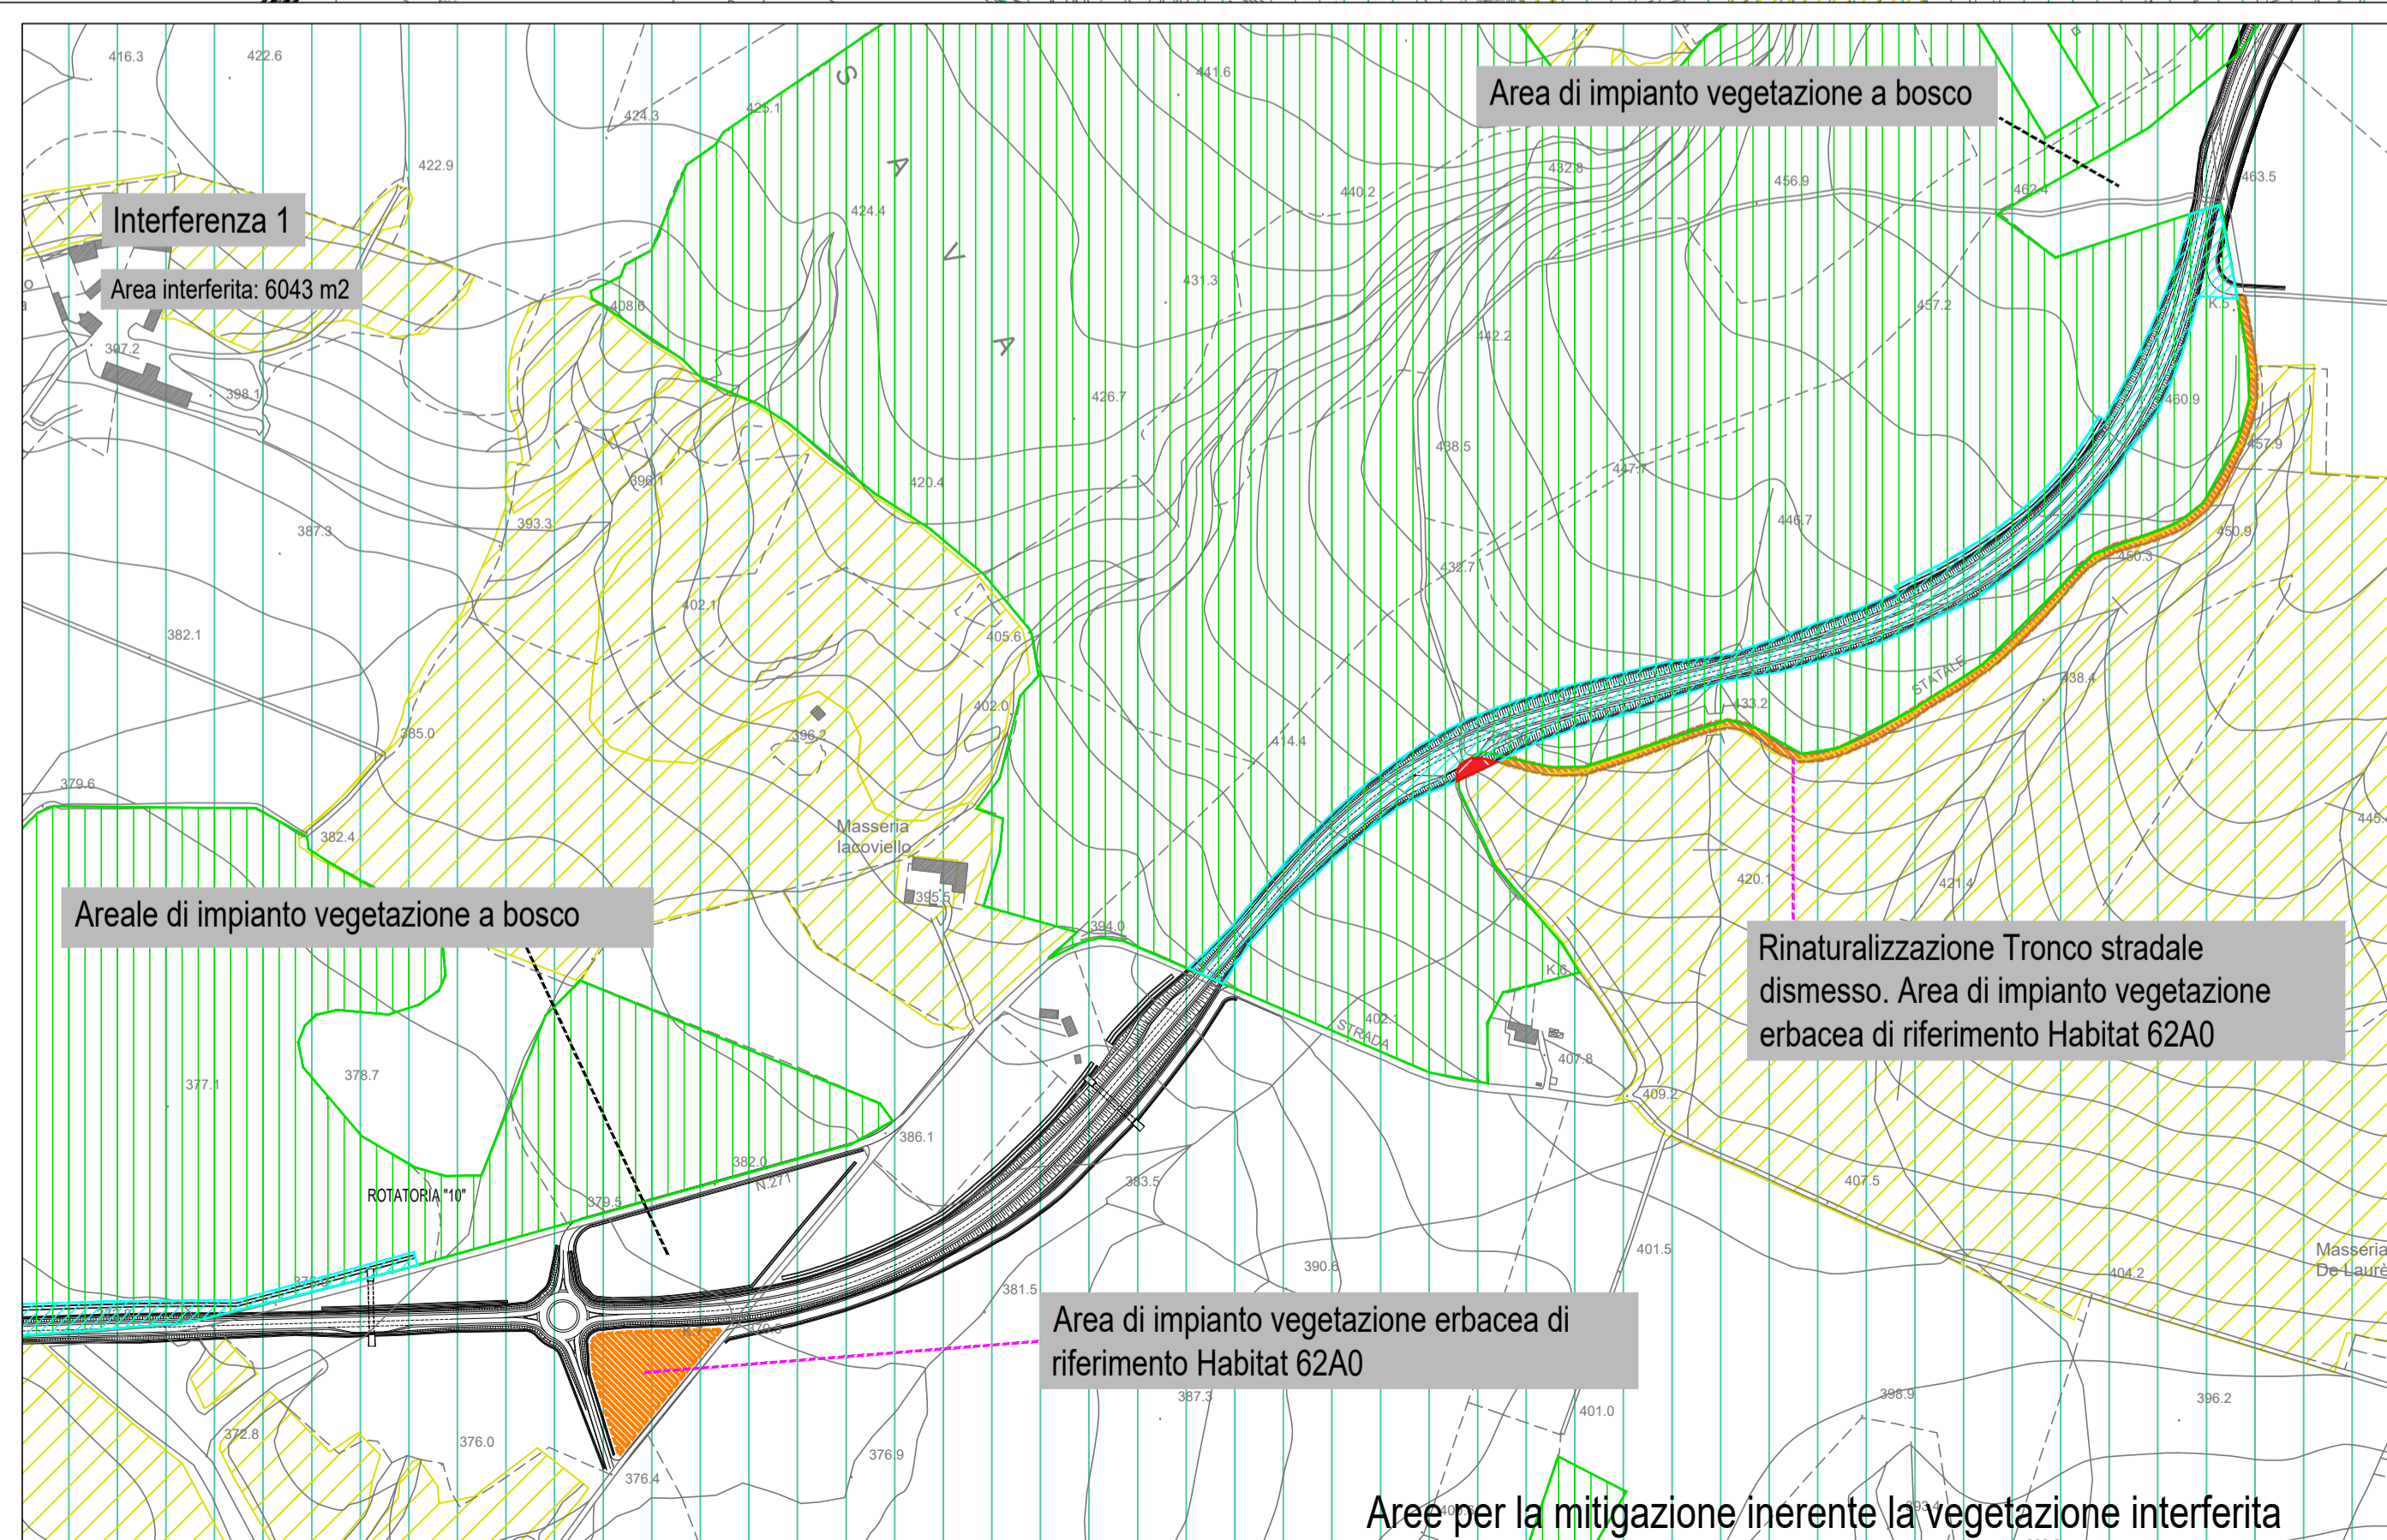 416.3
422.6
441.6
S
425.1
424.3
Area di impianto vegetazione a bosco
422.9
A
432.8
440.2
456.9
462.4
463.5
424.4
Interferenza 1
V
431.3
Area interferita: 6043 m2
408.6
457.2
K.5
442.2
397.2
A
398.1
426.7
460.9
438.5
457.9
447.7
396.1
420.4
393.3
387.3
446.7
450.9
450.3
432.7
402.1
382.1
405.6
STATALE
438.4
402.0
433.2
385.0
396.2
414.4
379.6
382.4
Masseria
Iacoviello
420.1
421.4
395.5
Areale di impianto vegetazione a bosco
394.0
Rinaturalizzazione Tronco stradale
dismesso. Area di impianto vegetazione
erbacea di riferimento Habitat 62A0
K.6
STRADA
402.1
407.8
378.7
377.1
409.2
386.1
382.0
N.271
383.5
407.5
ROTATORIA "10"
379.5
401.5
Masseria
390.6
404.2
381.5
Area di impianto vegetazione erbacea di
riferimento Habitat 62A0
387.3
398.9
396.2
401.0
372.8
376.0
376.9
376.4
Aree per la mitigazione inerente la vegetazione interferita